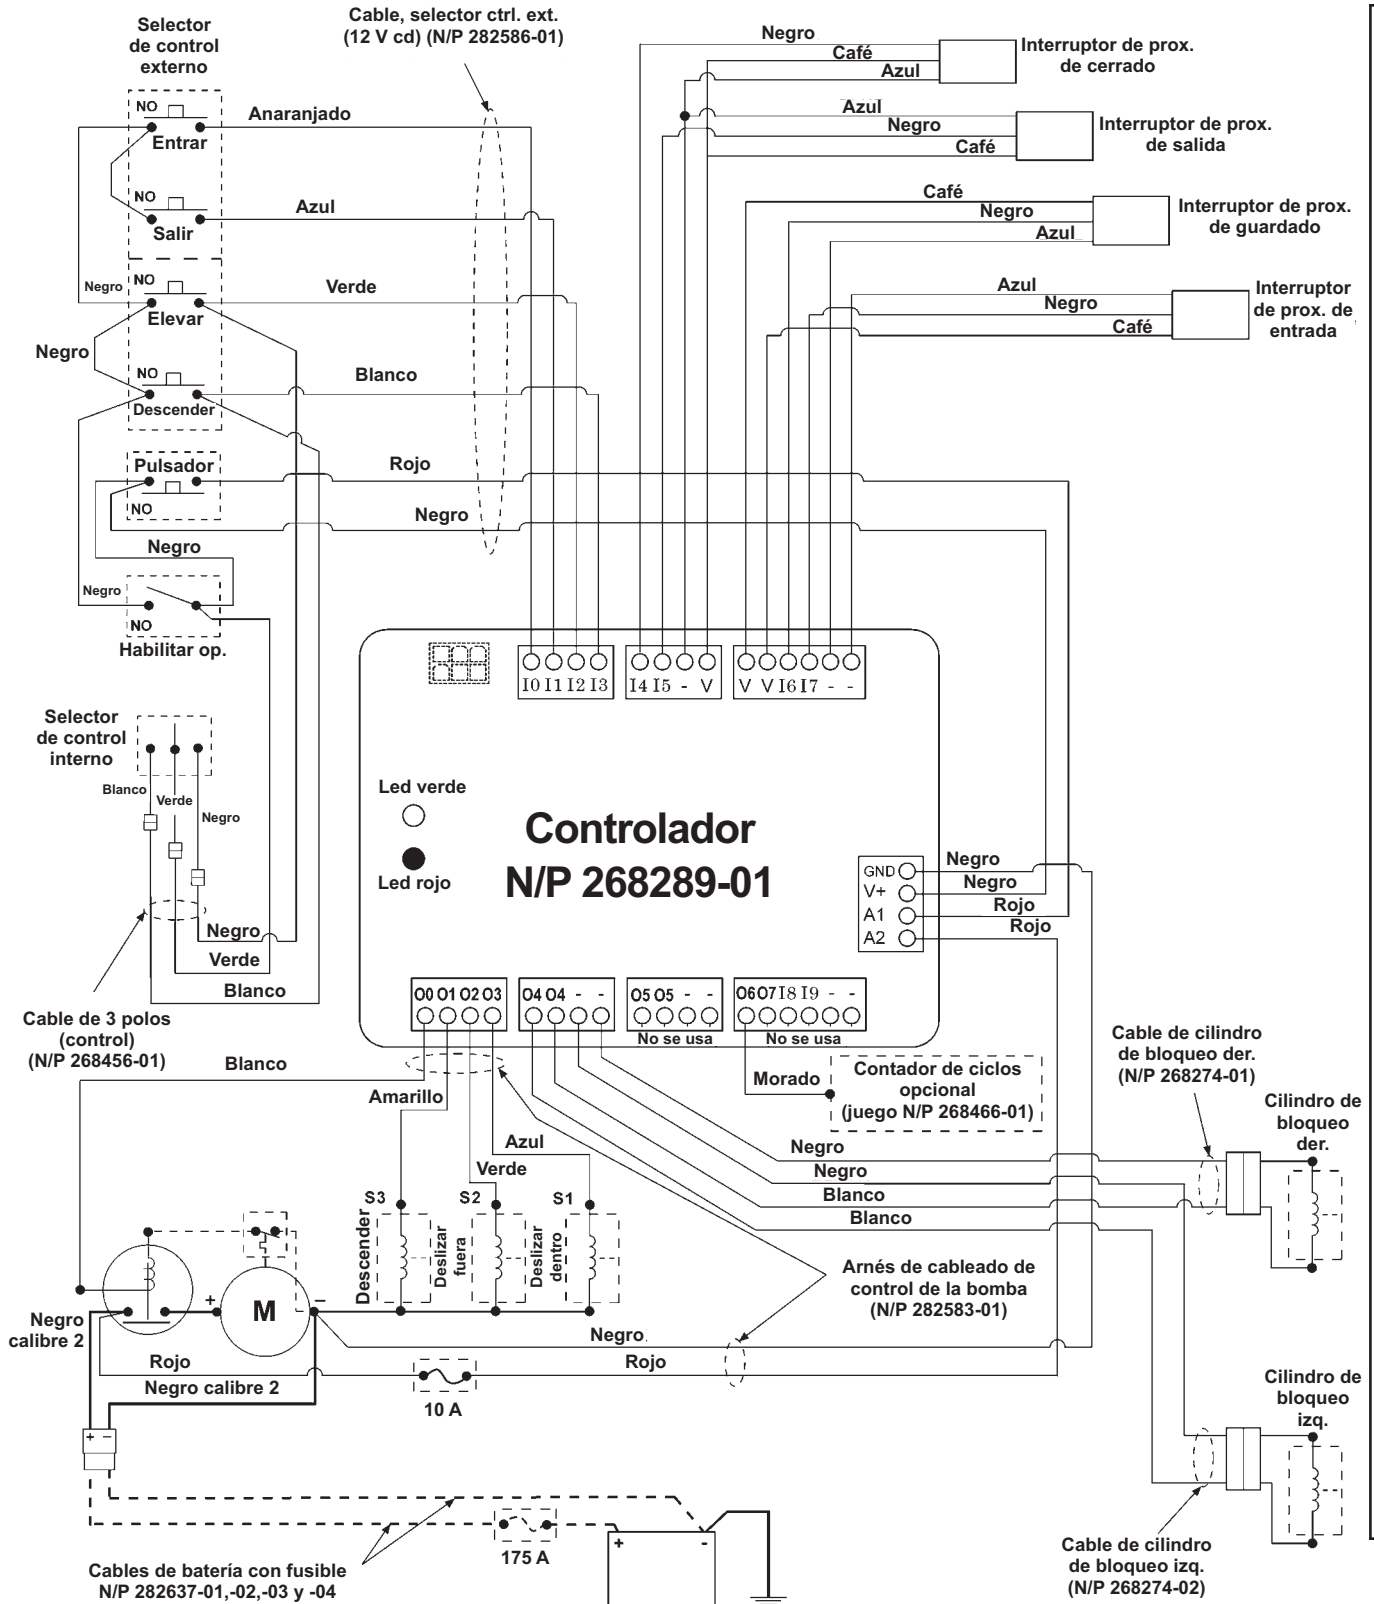 Selector
de control
externo
Cable, selector ctrl. ext.
(12 V cd) (N/P 282586-01)
Negro
Café
Azul
Interruptor de prox.
de cerrado
NO
Entrar
Anaranjado
Azul
Negro
Café
Interruptor de prox.
de salida
NO
Salir
Azul
Café
Negro
Azul
Interruptor de prox.
de guardado
Negro
NO
Elevar
Verde
Azul
Negro
Café
Interruptor
de prox. de
entrada
Negro
NO
Descender
Blanco
Pulsador
NO
Rojo
Negro
Negro
Negro
NO
Habilitar op.
I0 I1 I2 I3
I4 I5 - V
V V I6 I7 - -
Selector
de control
interno
Blanco
Verde
Negro
Led verde
Led rojo
Controlador
N/P 268289-01
GND
V+
A1
A2
Negro
Negro
Rojo
Rojo
Negro
Verde
Blanco
Cable de 3 polos
(control)
(N/P 268456-01)
O0 O1 O2 O3
O4 O4 - -
O5 O5 - -
No se usa
O6 O7 I8 I9 - -
No se usa
Blanco
Amarillo
Azul
Verde
Morado
Contador de ciclos
opcional
(juego N/P 268466-01)
Cable de cilindro
de bloqueo der.
(N/P 268274-01)
Cilindro de
bloqueo
der.
Negro
Negro
Blanco
Blanco
S3
S2
S1
Descender
Deslizar
fuera
Deslizar
dentro
Arnés de cableado de
control de la bomba
(N/P 282583-01)
+
M
-
Negro
calibre 2
Rojo
Negro calibre 2
10 A
Negro
Rojo
Cilindro de
bloqueo
izq.
+ -
175 A
+ -
Cables de batería con fusible
N/P 282637-01,-02,-03 y -04
Cable de cilindro
de bloqueo izq.
(N/P 268274-02)